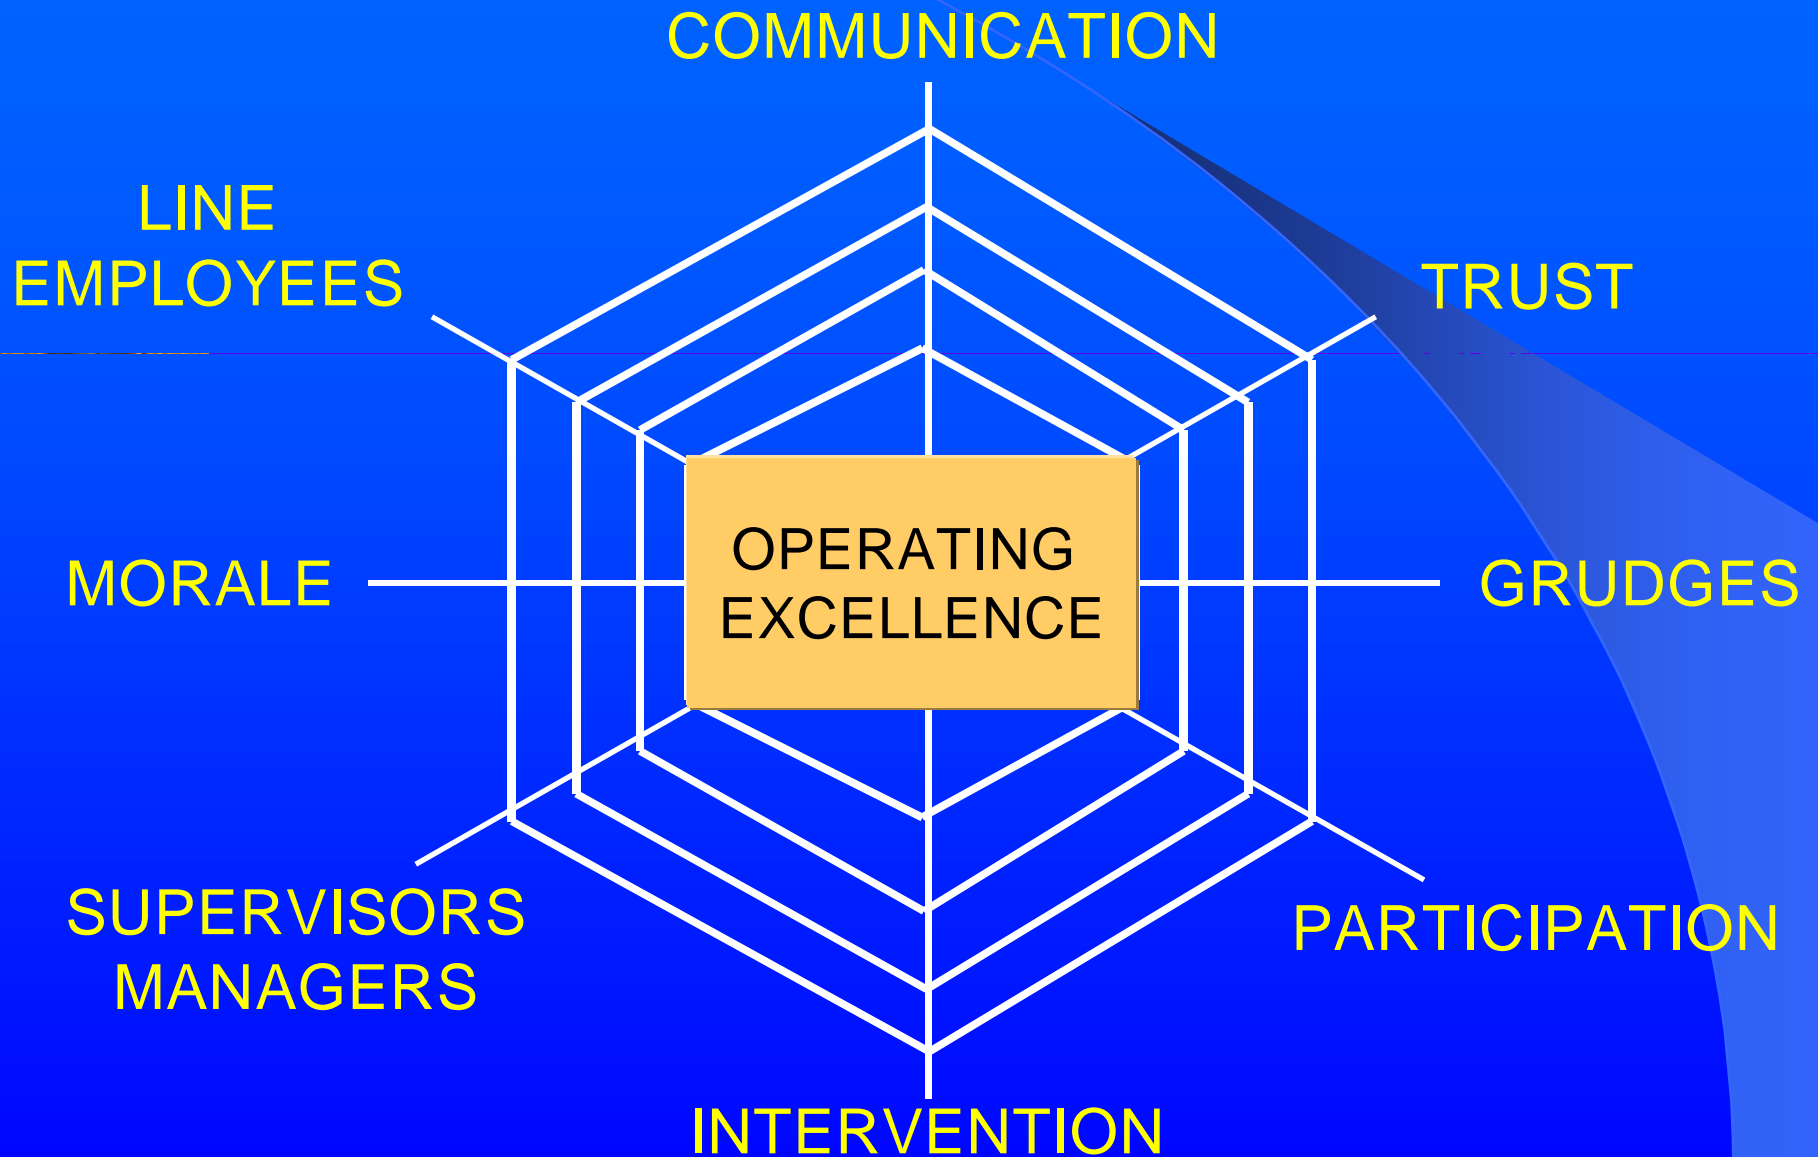 COMMUNICATION
LINE
EMPLOYEES
TRUST
MORALE
OPERATING
EXCELLENCE
GRUDGES
SUPERVISORS
MANAGERS
PARTICIPATION
INTERVENTION